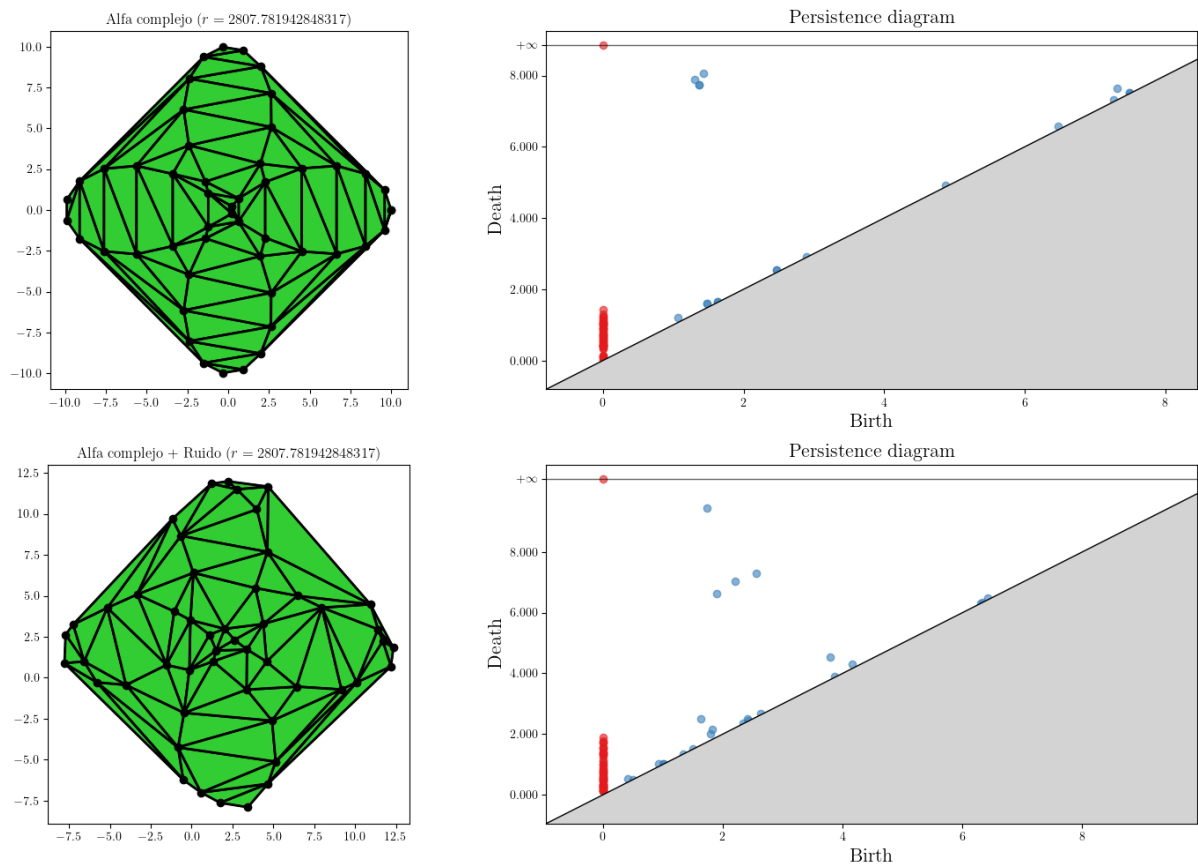 Alfa complejo (r = 2807.781942848317)
10.0
7.5
5.0
2.5
0.0
−2.5
−5.0
−7.5
−10.0
−10.0 −7.5 −5.0 −2.5 0.0 2.5 5.0 7.5 10.0
Persistence diagram
+∞
8.000
6.000
4.000
2.000
0.000
Death
0 2 4 6 8
Birth
Alfa complejo + Ruido (r = 2807.781942848317)
12.5
10.0
7.5
5.0
2.5
0.0
−2.5
−5.0
−7.5
−7.5 −5.0 −2.5 0.0 2.5 5.0 7.5 10.0 12.5
Persistence diagram
+∞
8.000
6.000
4.000
2.000
0.000
Death
0 2 4 6 8
Birth